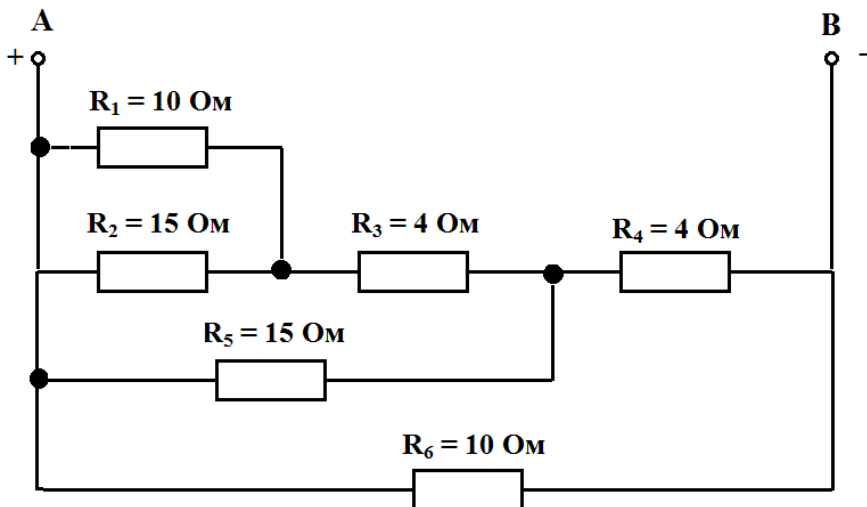 A
B
+
–
R₁ = 10 Ом
R₂ = 15 Ом
R₃ = 4 Ом
R₄ = 4 Ом
R₅ = 15 Ом
R₆ = 10 Ом